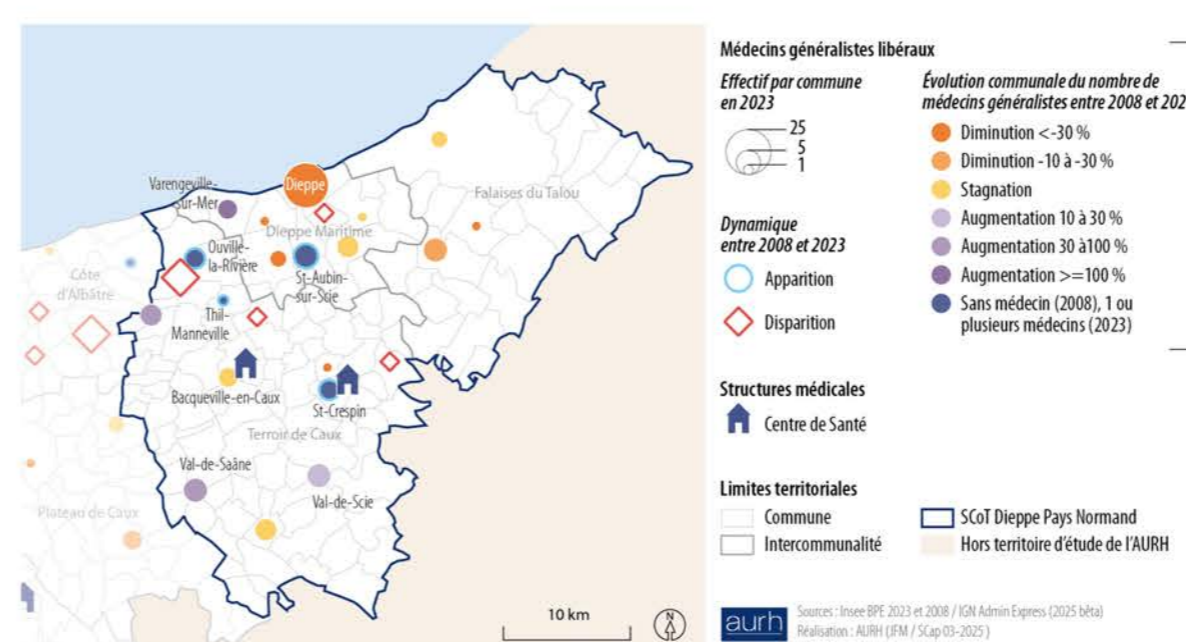 Varengeville-
sur-Mer
Dieppe
Falaises du Talou
Dieppe Maritime
Ouville-
la-Rivière
Côte
d'Albâtre
St-Aubin-
sur-Scie
Thil-
Manneville
Bacqueville-en-Caux
St-Crespin
Terroir de Caux
Val-de-Saâne
Val-de-Scie
Plateau de Caux
10 km
N
Médecins généralistes libéraux
Effectif par commune
en 2023
25
5
1
Dynamique
entre 2008 et 2023
Apparition
Disparition
Évolution communale du nombre de
médecins généralistes entre 2008 et 202
Diminution <-30 %
Diminution -10 à -30 %
Stagnation
Augmentation 10 à 30 %
Augmentation 30 à100 %
Augmentation >=100 %
Sans médecin (2008), 1 ou
plusieurs médecins (2023)
Structures médicales
Centre de Santé
Limites territoriales
Commune
Intercommunalité
SCoT Dieppe Pays Normand
Hors territoire d'étude de l'AURH
aurh
Sources : Insee BPE 2023 et 2008 / IGN Admin Express (2025 bêta)
Réalisation : AURH (JFM / SCap 03-2025 )